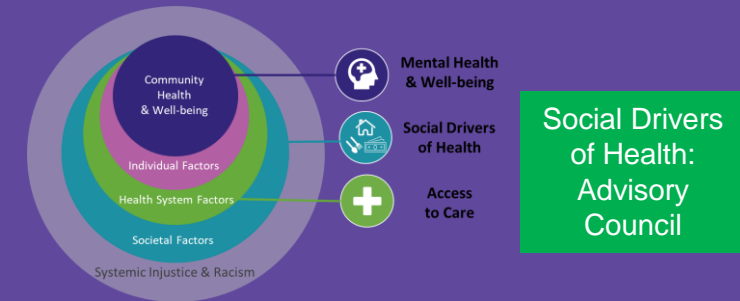 Community
Health
& Well-being
Individual Factors
Health System Factors
Societal Factors
Systemic Injustice & Racism
Mental Health
& Well-being
Social Drivers
of Health
Access
to Care
Social Drivers
of Health:
Advisory
Council